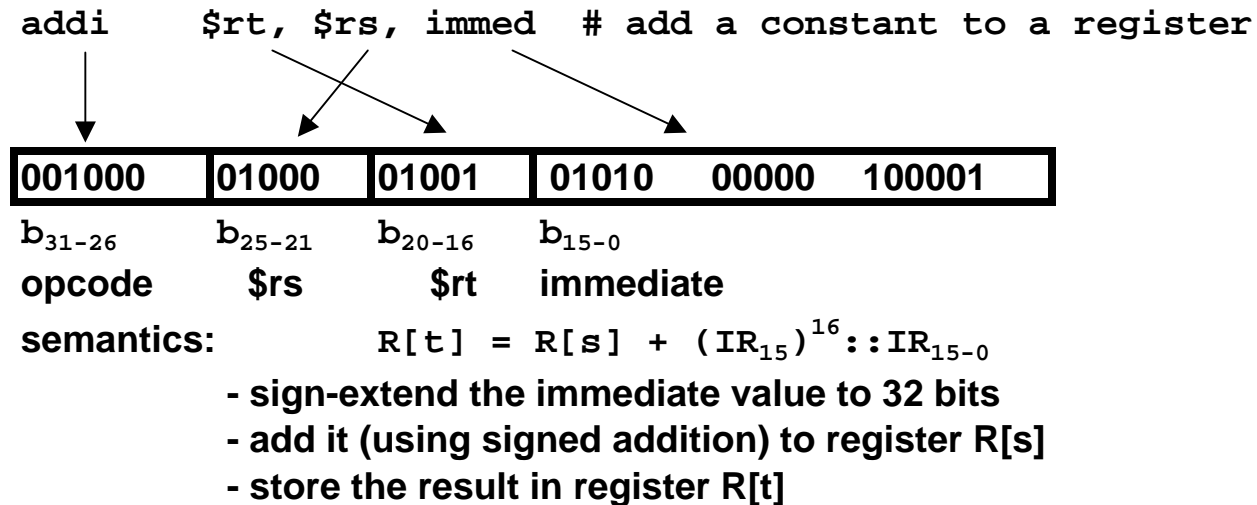 addi $rt, $rs, immed # add a constant to a register
001000 01000 01001 01010 00000 100001
b31-26 b25-21 b20-16 b15-0
opcode $rs $rt immediate
semantics: R[t] = R[s] + (IR15)16::IR15-0
- sign-extend the immediate value to 32 bits
- add it (using signed addition) to register R[s]
- store the result in register R[t]